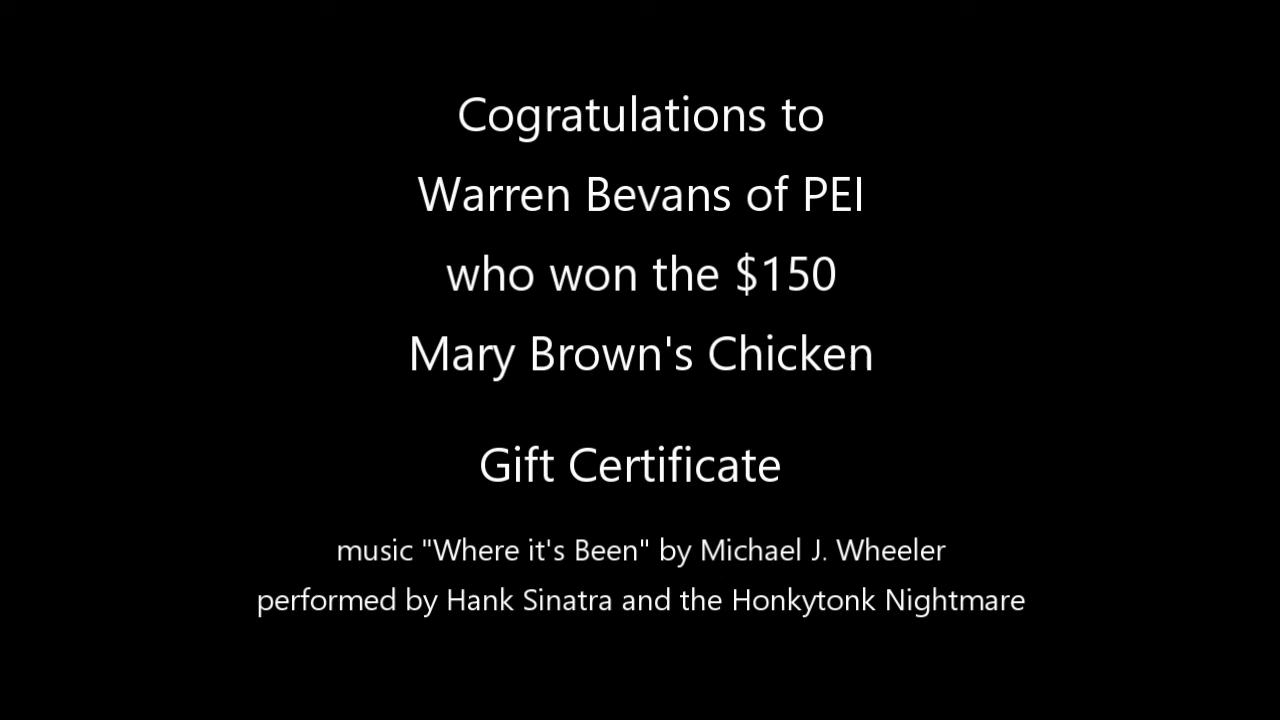 Cogratulations to
Warren Bevans of PEI
who won the $150
Mary Brown's Chicken
Gift Certificate
music "Where it's Been" by Michael J. Wheeler
performed by Hank Sinatra and the Honkytonk Nightmare